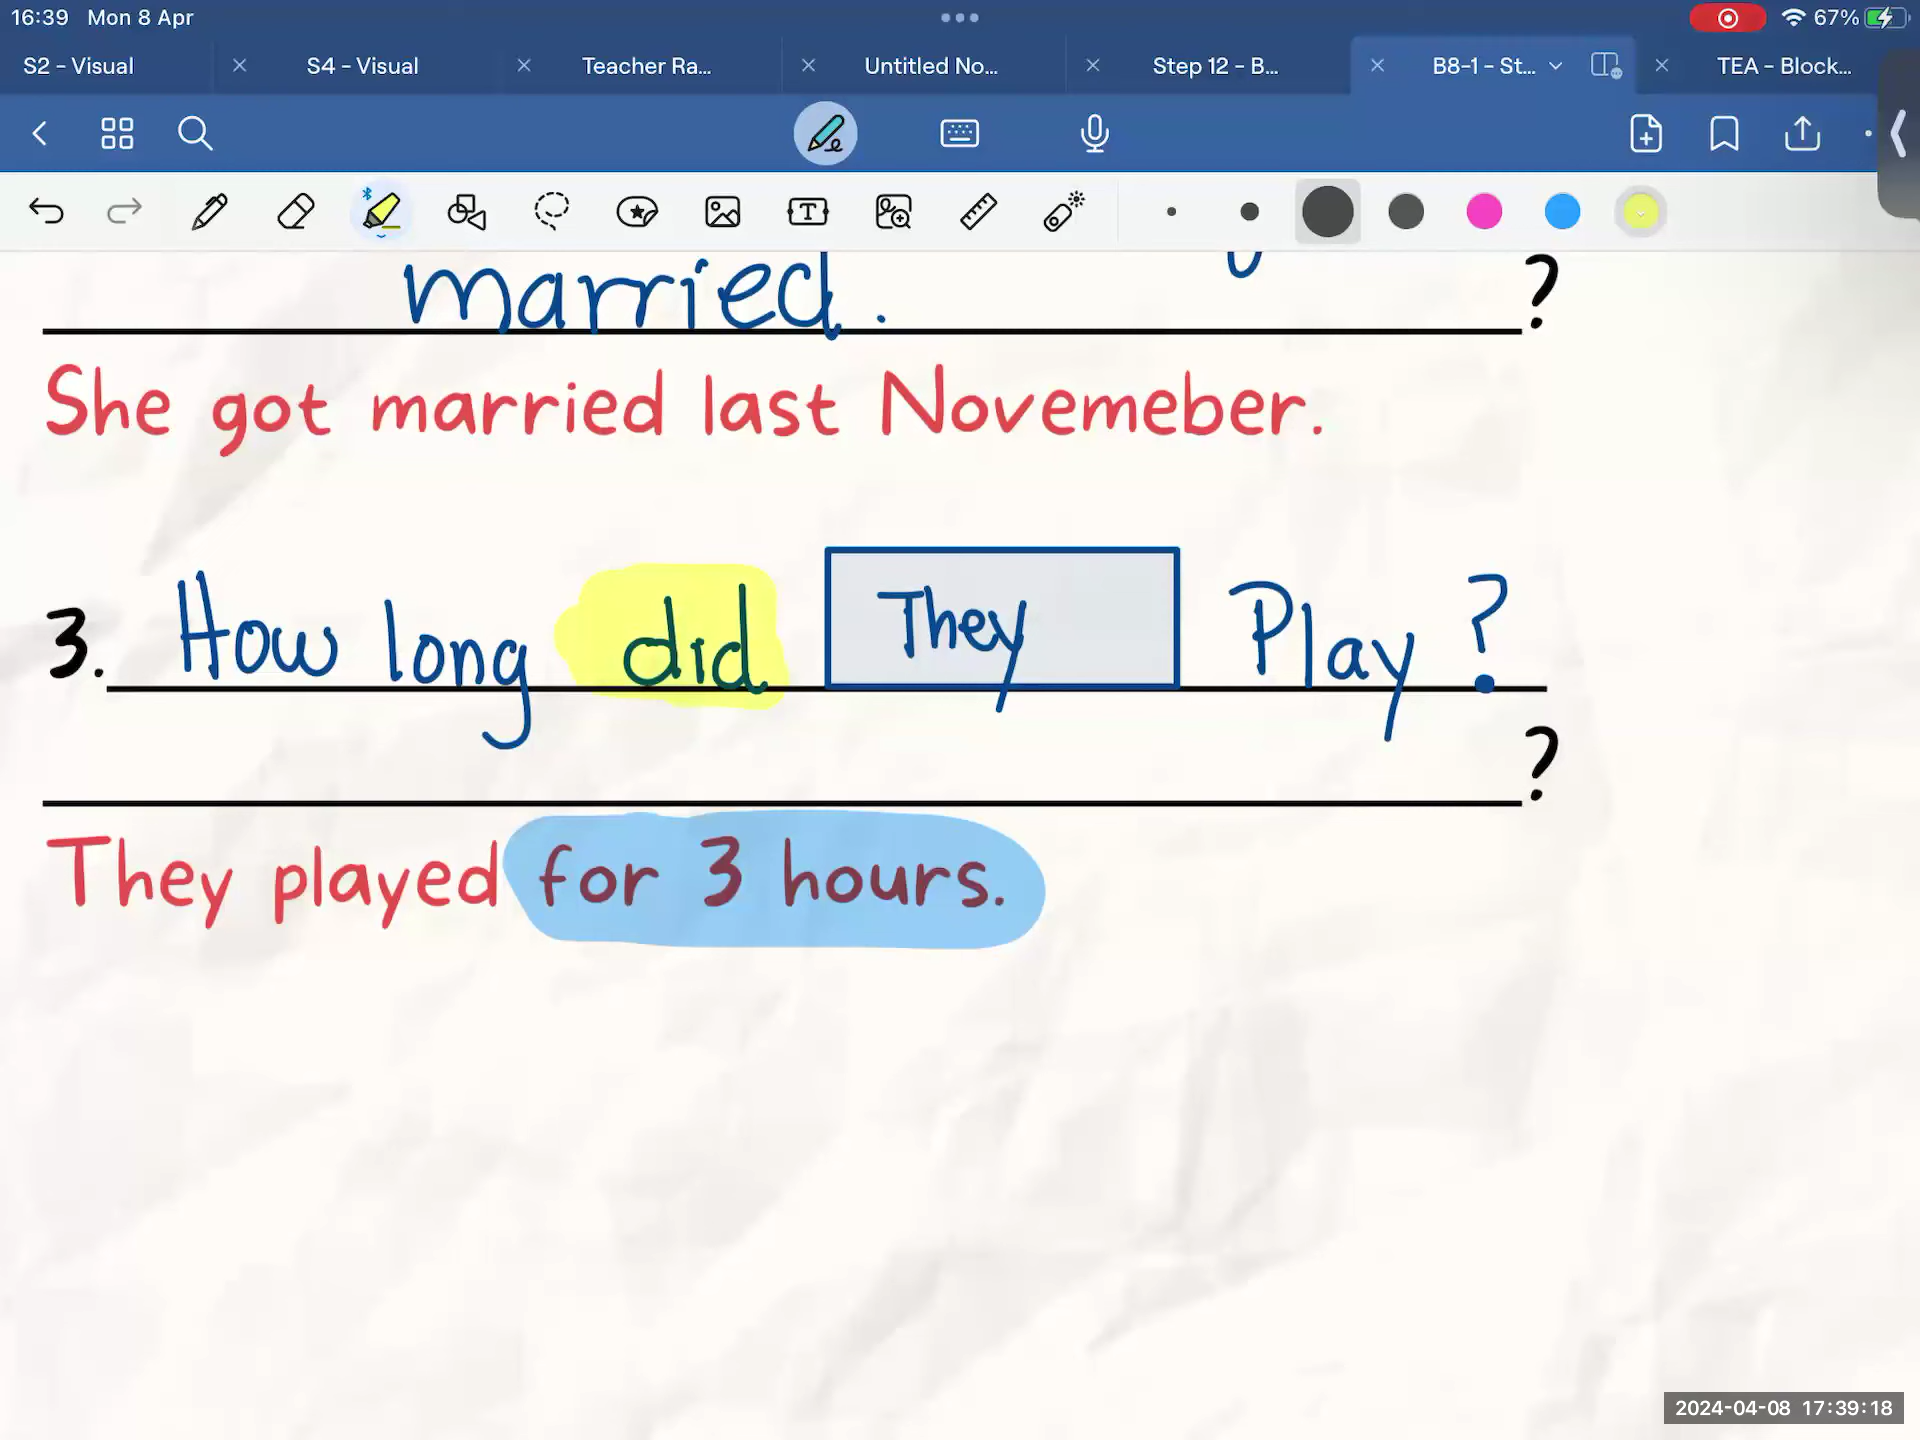 16:39 Mon 8 Apr
67%
S2 - Visual
S4 - Visual
Teacher Ra...
Untitled No...
Step 12 - B...
B8-1 - St...
TEA - Block...
married.
?
She got married last Novemeber.
3. How long did They Play?
?
They played for 3 hours.
2024-04-08 17:39:18